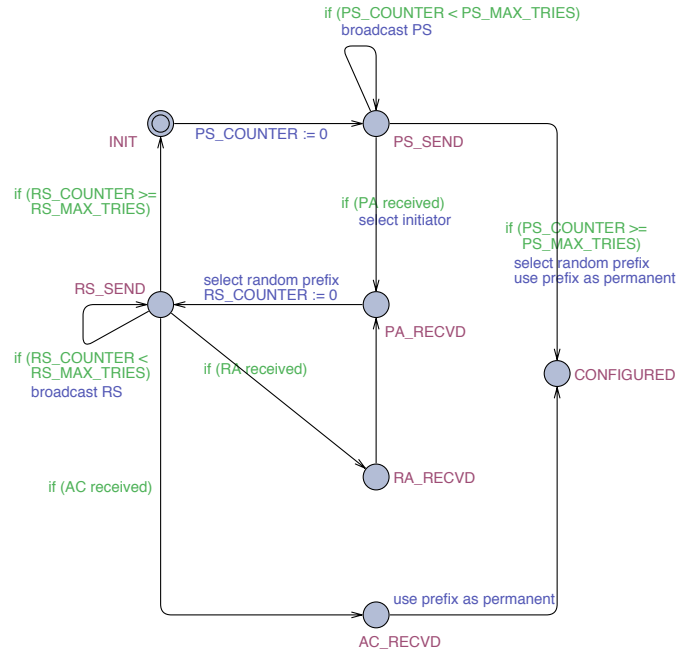 if (PS_COUNTER < PS_MAX_TRIES)
broadcast PS
INIT
PS_COUNTER := 0
PS_SEND
if (RS_COUNTER >=
RS_MAX_TRIES)
if (PA received)
select initiator
if (PS_COUNTER >=
PS_MAX_TRIES)
select random prefix
use prefix as permanent
RS_SEND
select random prefix
RS_COUNTER := 0
PA_RECVD
if (RS_COUNTER <
RS_MAX_TRIES)
broadcast RS
if (RA received)
CONFIGURED
RA_RECVD
if (AC received)
use prefix as permanent
AC_RECVD